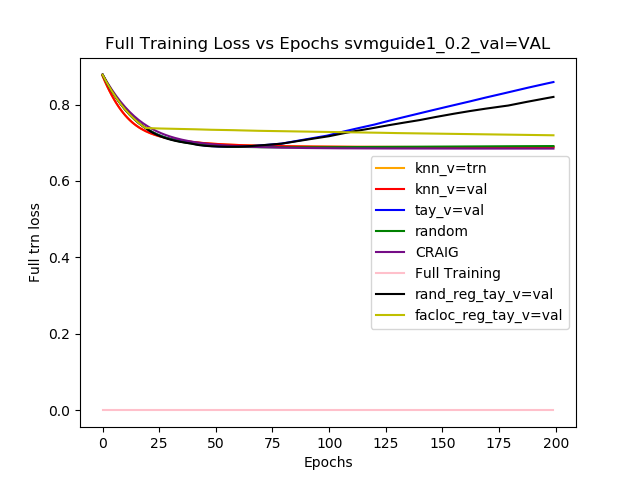 Full Training Loss vs Epochs svmguide1_0.2_val=VAL
Full trn loss
0.8
0.6
0.4
0.2
0.0
knn_v=trn
knn_v=val
tay_v=val
random
CRAIG
Full Training
rand_reg_tay_v=val
facloc_reg_tay_v=val
0 25 50 75 100 125 150 175 200
Epochs